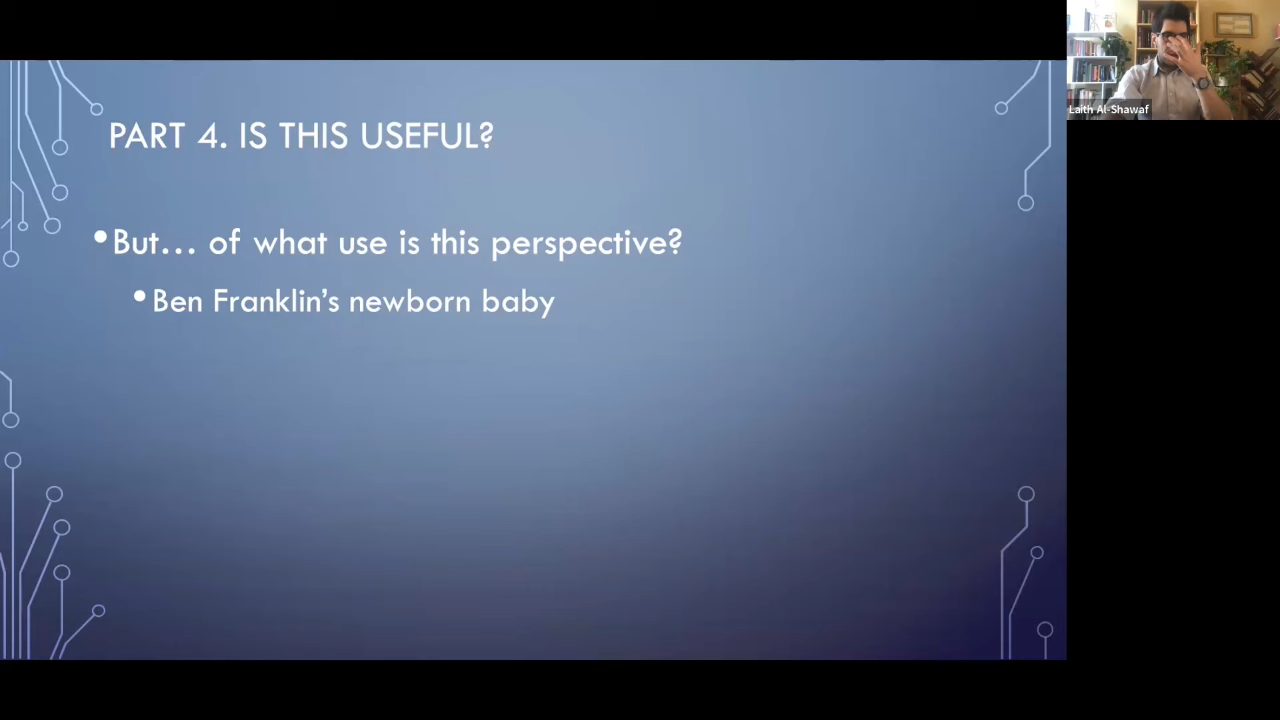 PART 4. IS THIS USEFUL?
•But... of what use is this perspective?
•Ben Franklin's newborn baby
Laith Al-Shawaf